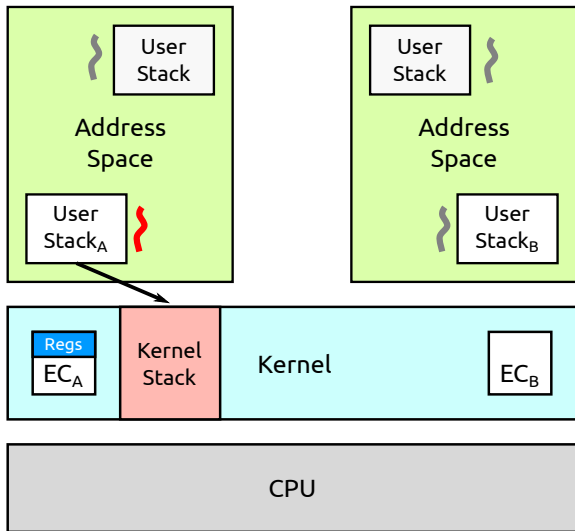 User
Stack
User
Stack
Address
Space
Address
Space
User
StackA
User
StackB
Regs
ECA
Kernel
Stack
Kernel
ECB
CPU